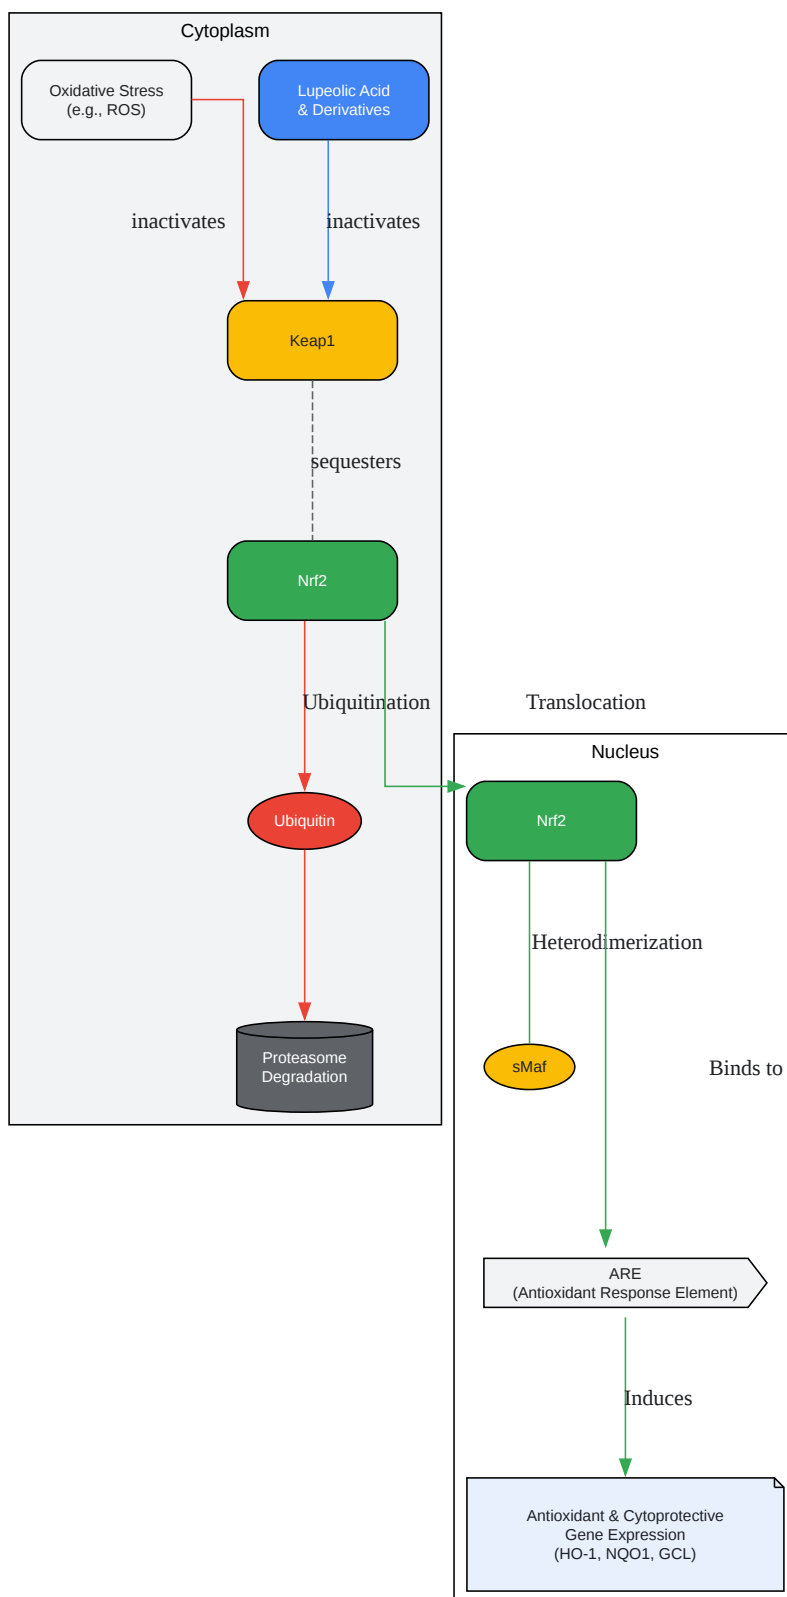 Cytoplasm
Oxidative Stress
(e.g., ROS)
Lupeolic Acid
& Derivatives
inactivates
inactivates
Keap1
sequesters
Nrf2
Ubiquitination
Translocation
Nucleus
Ubiquitin
Nrf2
Heterodimerization
Proteasome
Degradation
sMaf
Binds to
ARE
(Antioxidant Response Element)
Induces
Antioxidant & Cytoprotective
Gene Expression
(HO-1, NQO1, GCL)